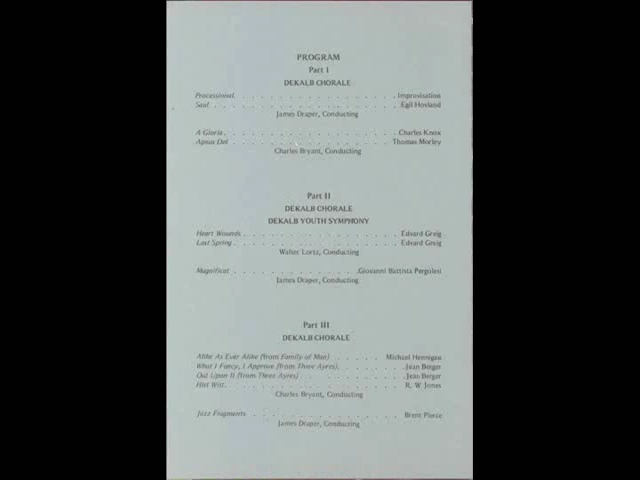 PROGRAM
Part I
DEKALB CHORALE
Processional . . . . . . . . . . . . . . . . Improvisation
Saul . . . . . . . . . . . . . . . . . . Egil Hovland
James Draper, Conducting
A Gloria . . . . . . . . . . . . . . . . . Charles Knox
Agnus Dei . . . . . . . . . . . . . . . . Thomas Morley
Charles Bryant, Conducting
Part II
DEKALB CHORALE
DEKALB YOUTH SYMPHONY
Heart Wounds . . . . . . . . . . . . . . . Edvard Greig
Last Spring . . . . . . . . . . . . . . . . Edvard Greig
Walter Lortz, Conducting
Magnificat . . . . . . . . . . . . Giovanni Battista Pergolesi
James Draper, Conducting
Part III
DEKALB CHORALE
Alike As Ever Alike (from Family of Man) . . . . . Michael Hennigan
What I Fancy, I Approve (from Three Ayres) . . . . . . Jean Berger
Out Upon It (from Three Ayres) . . . . . . . . . Jean Berger
Hist Wist . . . . . . . . . . . . . . . . R. W. Jones
Charles Bryant, Conducting
Jazz Fragments . . . . . . . . . . . . . . Brent Pierce
James Draper, Conducting